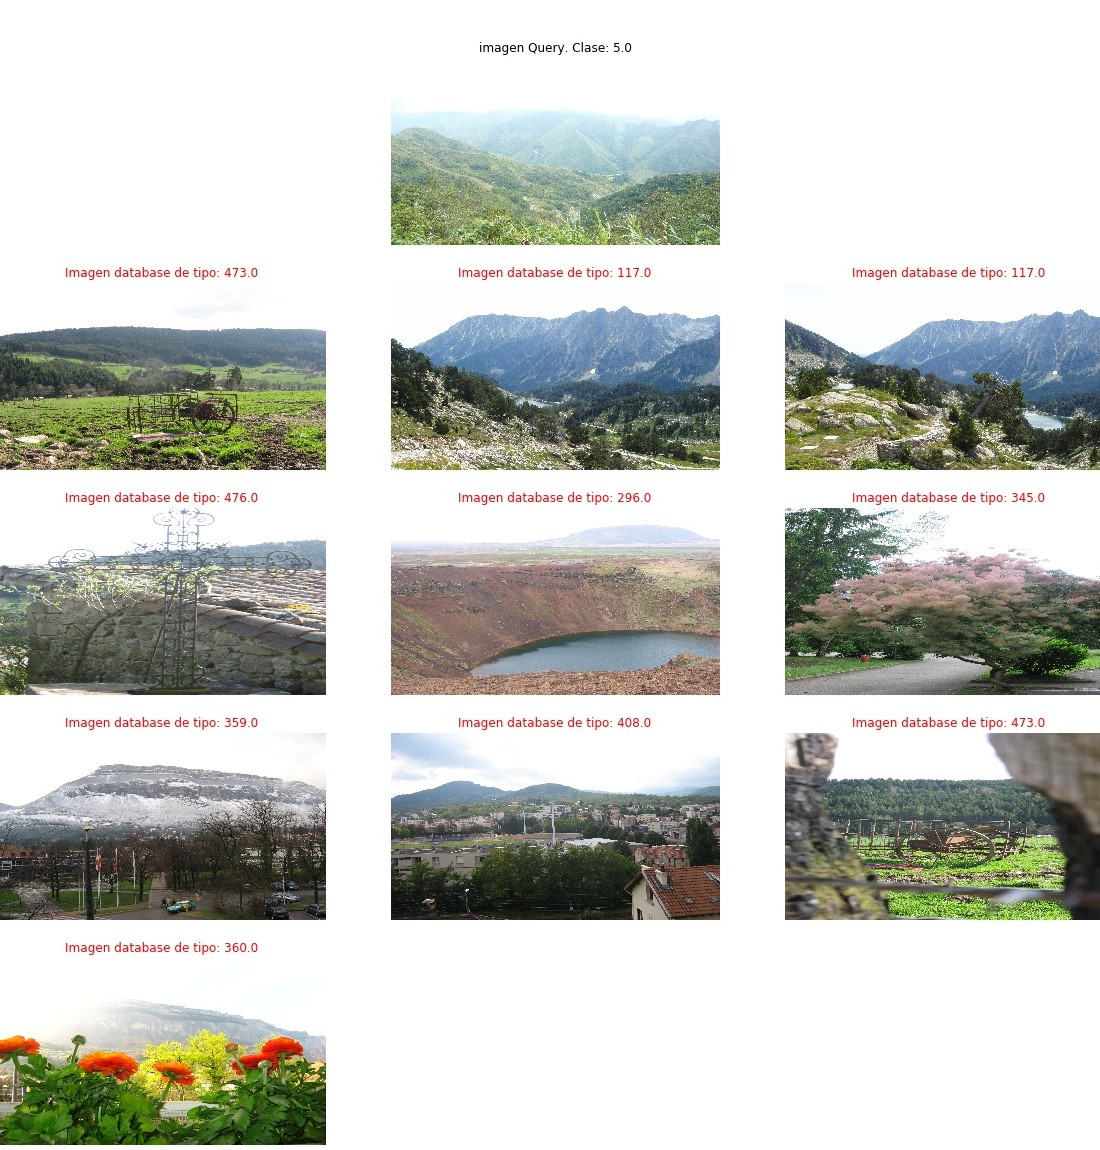 imagen Query. Clase: 5.0
Imagen database de tipo: 473.0
Imagen database de tipo: 117.0
Imagen database de tipo: 117.0
Imagen database de tipo: 476.0
Imagen database de tipo: 296.0
Imagen database de tipo: 345.0
Imagen database de tipo: 359.0
Imagen database de tipo: 408.0
Imagen database de tipo: 473.0
Imagen database de tipo: 360.0